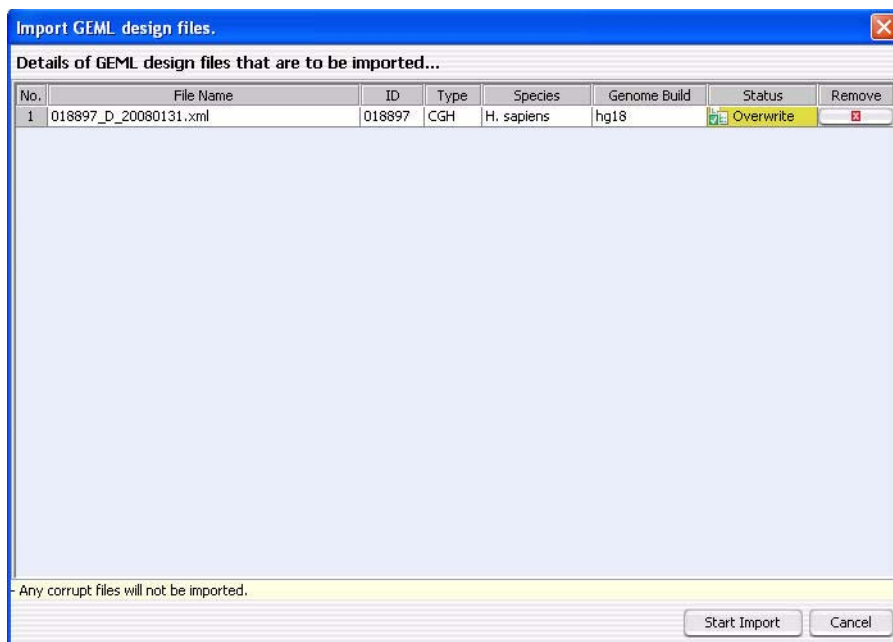 Import GEML design files.
Details of GEML design files that are to be imported...
No. File Name ID Type Species Genome Build Status Remove
1 018897_D_20080131.xml 018897 CGH H. sapiens hg18 Overwrite
- Any corrupt files will not be imported.
Start Import Cancel